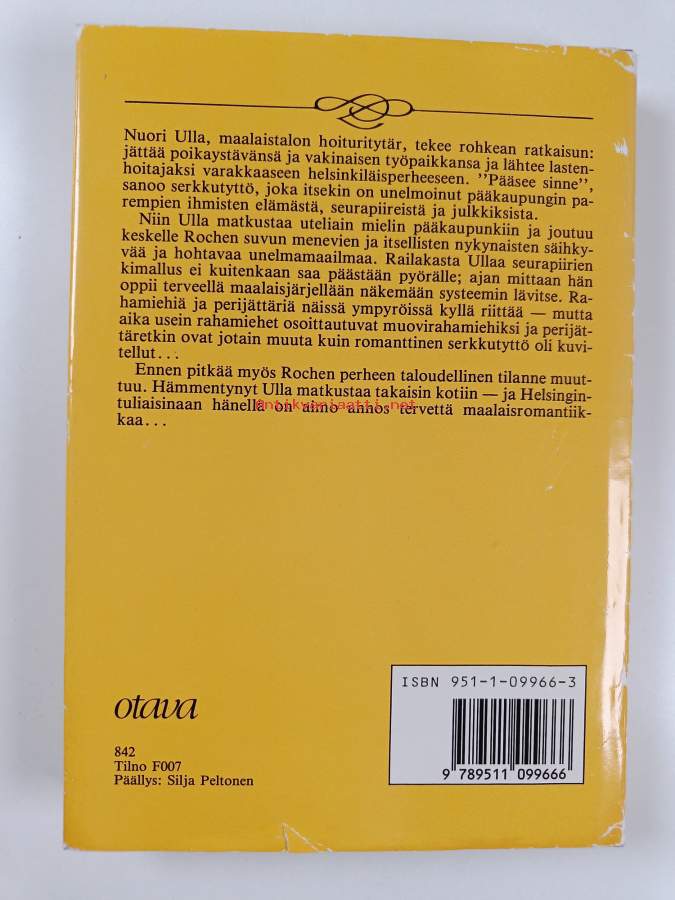 Nuori Ulla, maalaistalon hoituritytär, tekee rohkean ratkaisun:
jättää poikaystävänsä ja vakinaisen työpaikkansa ja lähtee lasten-
hoitajaksi varakkaaseen helsinkiläisperheeseen. ”Pääsee sinne”,
sanoo serkkutyttö, joka itsekin on unelmoinut pääkaupungin pa-
rempien ihmisten elämästä, seurapiireistä ja julkkiksista.
Niin Ulla matkustaa uteliain mielin pääkaupunkiin ja joutuu
keskelle Rochen suvun menevien ja itsellisten nykynaisten säihky-
vää ja hohtavaa unelmamaailmaa. Railakasta Ullaa seurapiirien
kimallus ei kuitenkaan saa päästään pyörälle; ajan mittaan hän
oppii terveellä maalaisjärjellään näkemään systeemin lävitse. Ra-
hamiehiä ja perijättäriä näissä ympyröissä kyllä riittää — mutta
aika usein rahamiehet osoittautuvat muovirahamiehiksi ja perijät-
täretkin ovat jotain muuta kuin romanttinen serkkutyttö oli kuvi-
tellut...
Ennen pitkää myös Rochen perheen taloudellinen tilanne muut-
tuu. Hämmentynyt Ulla matkustaa takaisin kotiin — ja Helsingin-
tuliaisinaan hänellä on aimo annos tervettä maalaisromantiik-
kaa...
Antikvariaatti.net
ISBN 951-1-09966-3
otava
9 789511 099666
842
Tilno F007
Päällys: Silja Peltonen